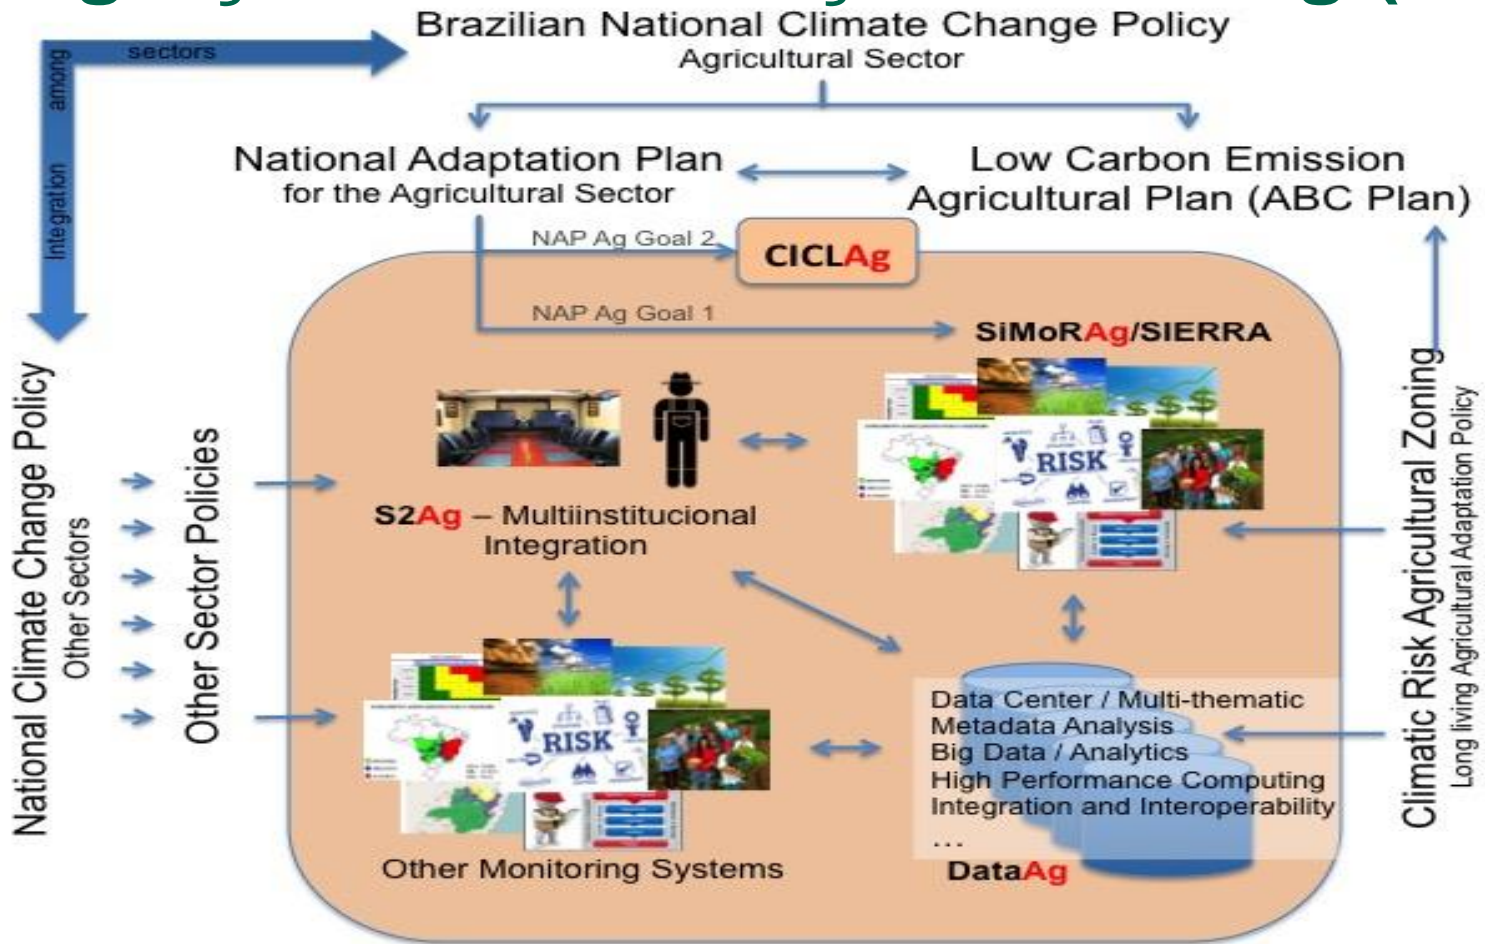 Brazilian National Climate Change Policy
Agricultural Sector
Integration among sectors
National Adaptation Plan
for the Agricultural Sector
Low Carbon Emission
Agricultural Plan (ABC Plan)
NAP Ag Goal 2
CICLAg
NAP Ag Goal 1
SiMoRAg/SIERRA
National Climate Change Policy
Other Sectors
Other Sector Policies
RISK
S2Ag – Multiinstitucional
Integration
RISK
Other Monitoring Systems
Data Center / Multi-thematic
Metadata Analysis
Big Data / Analytics
High Performance Computing
Integration and Interoperability
...
DataAg
Climatic Risk Agricultural Zoning
Long living Agricultural Adaptation Policy